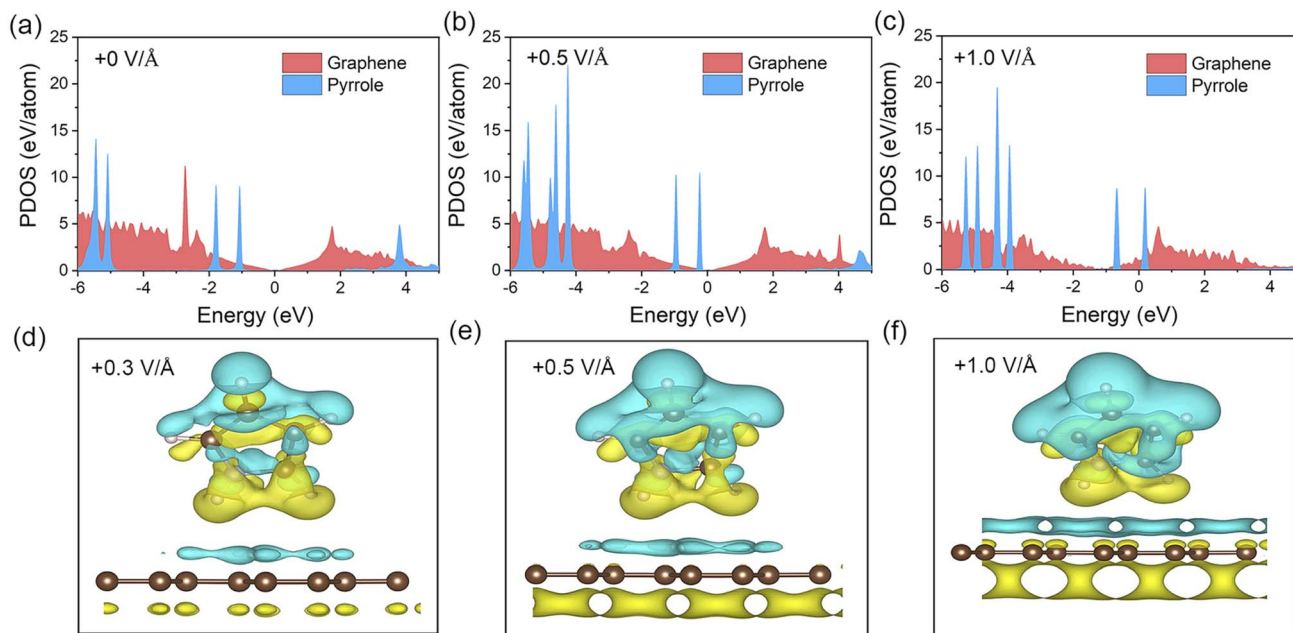 (a)
+0 V/Å
Graphene
Pyrrole
PDOS (eV/atom)
25
20
15
10
5
0
-6 -4 -2 0 2 4
Energy (eV)
(b)
+0.5 V/Å
Graphene
Pyrrole
PDOS (eV/atom)
25
20
15
10
5
0
-6 -4 -2 0 2 4
Energy (eV)
(c)
+1.0 V/Å
Graphene
Pyrrole
PDOS (eV/atom)
25
20
15
10
5
0
-6 -4 -2 0 2 4
Energy (eV)
(d)
+0.3 V/Å
(e)
+0.5 V/Å
(f)
+1.0 V/Å